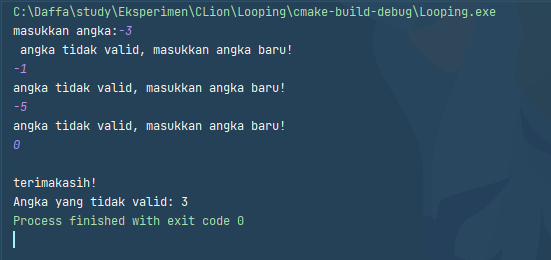 C:\Daffa\study\Eksperimen\CLion\Looping\cmake-build-debug\Looping.exe
masukkan angka:-3
 angka tidak valid, masukkan angka baru!
-1
angka tidak valid, masukkan angka baru!
-5
angka tidak valid, masukkan angka baru!
0

terimakasih!
Angka yang tidak valid: 3
Process finished with exit code 0